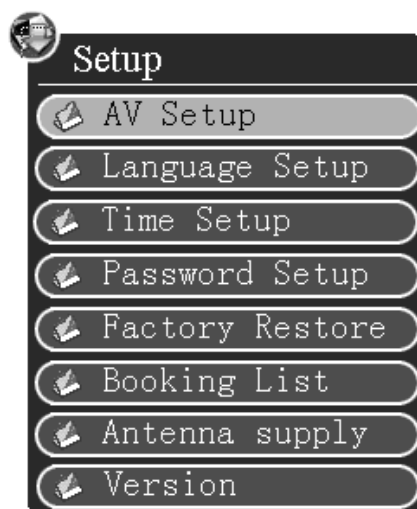 Setup
AV Setup
Language Setup
Time Setup
Password Setup
Factory Restore
Booking List
Antenna supply
Version